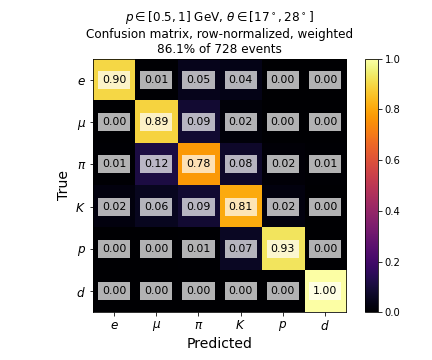 p ∈ [0.5, 1] GeV, θ ∈ [17°, 28°]
Confusion matrix, row-normalized, weighted
86.1% of 728 events
True
e 0.90 0.01 0.05 0.04 0.00 0.00
μ 0.00 0.89 0.09 0.02 0.00 0.00
π 0.01 0.12 0.78 0.08 0.02 0.01
K 0.02 0.06 0.09 0.81 0.02 0.00
p 0.00 0.00 0.01 0.07 0.93 0.00
d 0.00 0.00 0.00 0.00 0.00 1.00
e μ π K p d
Predicted
1.0
0.8
0.6
0.4
0.2
0.0